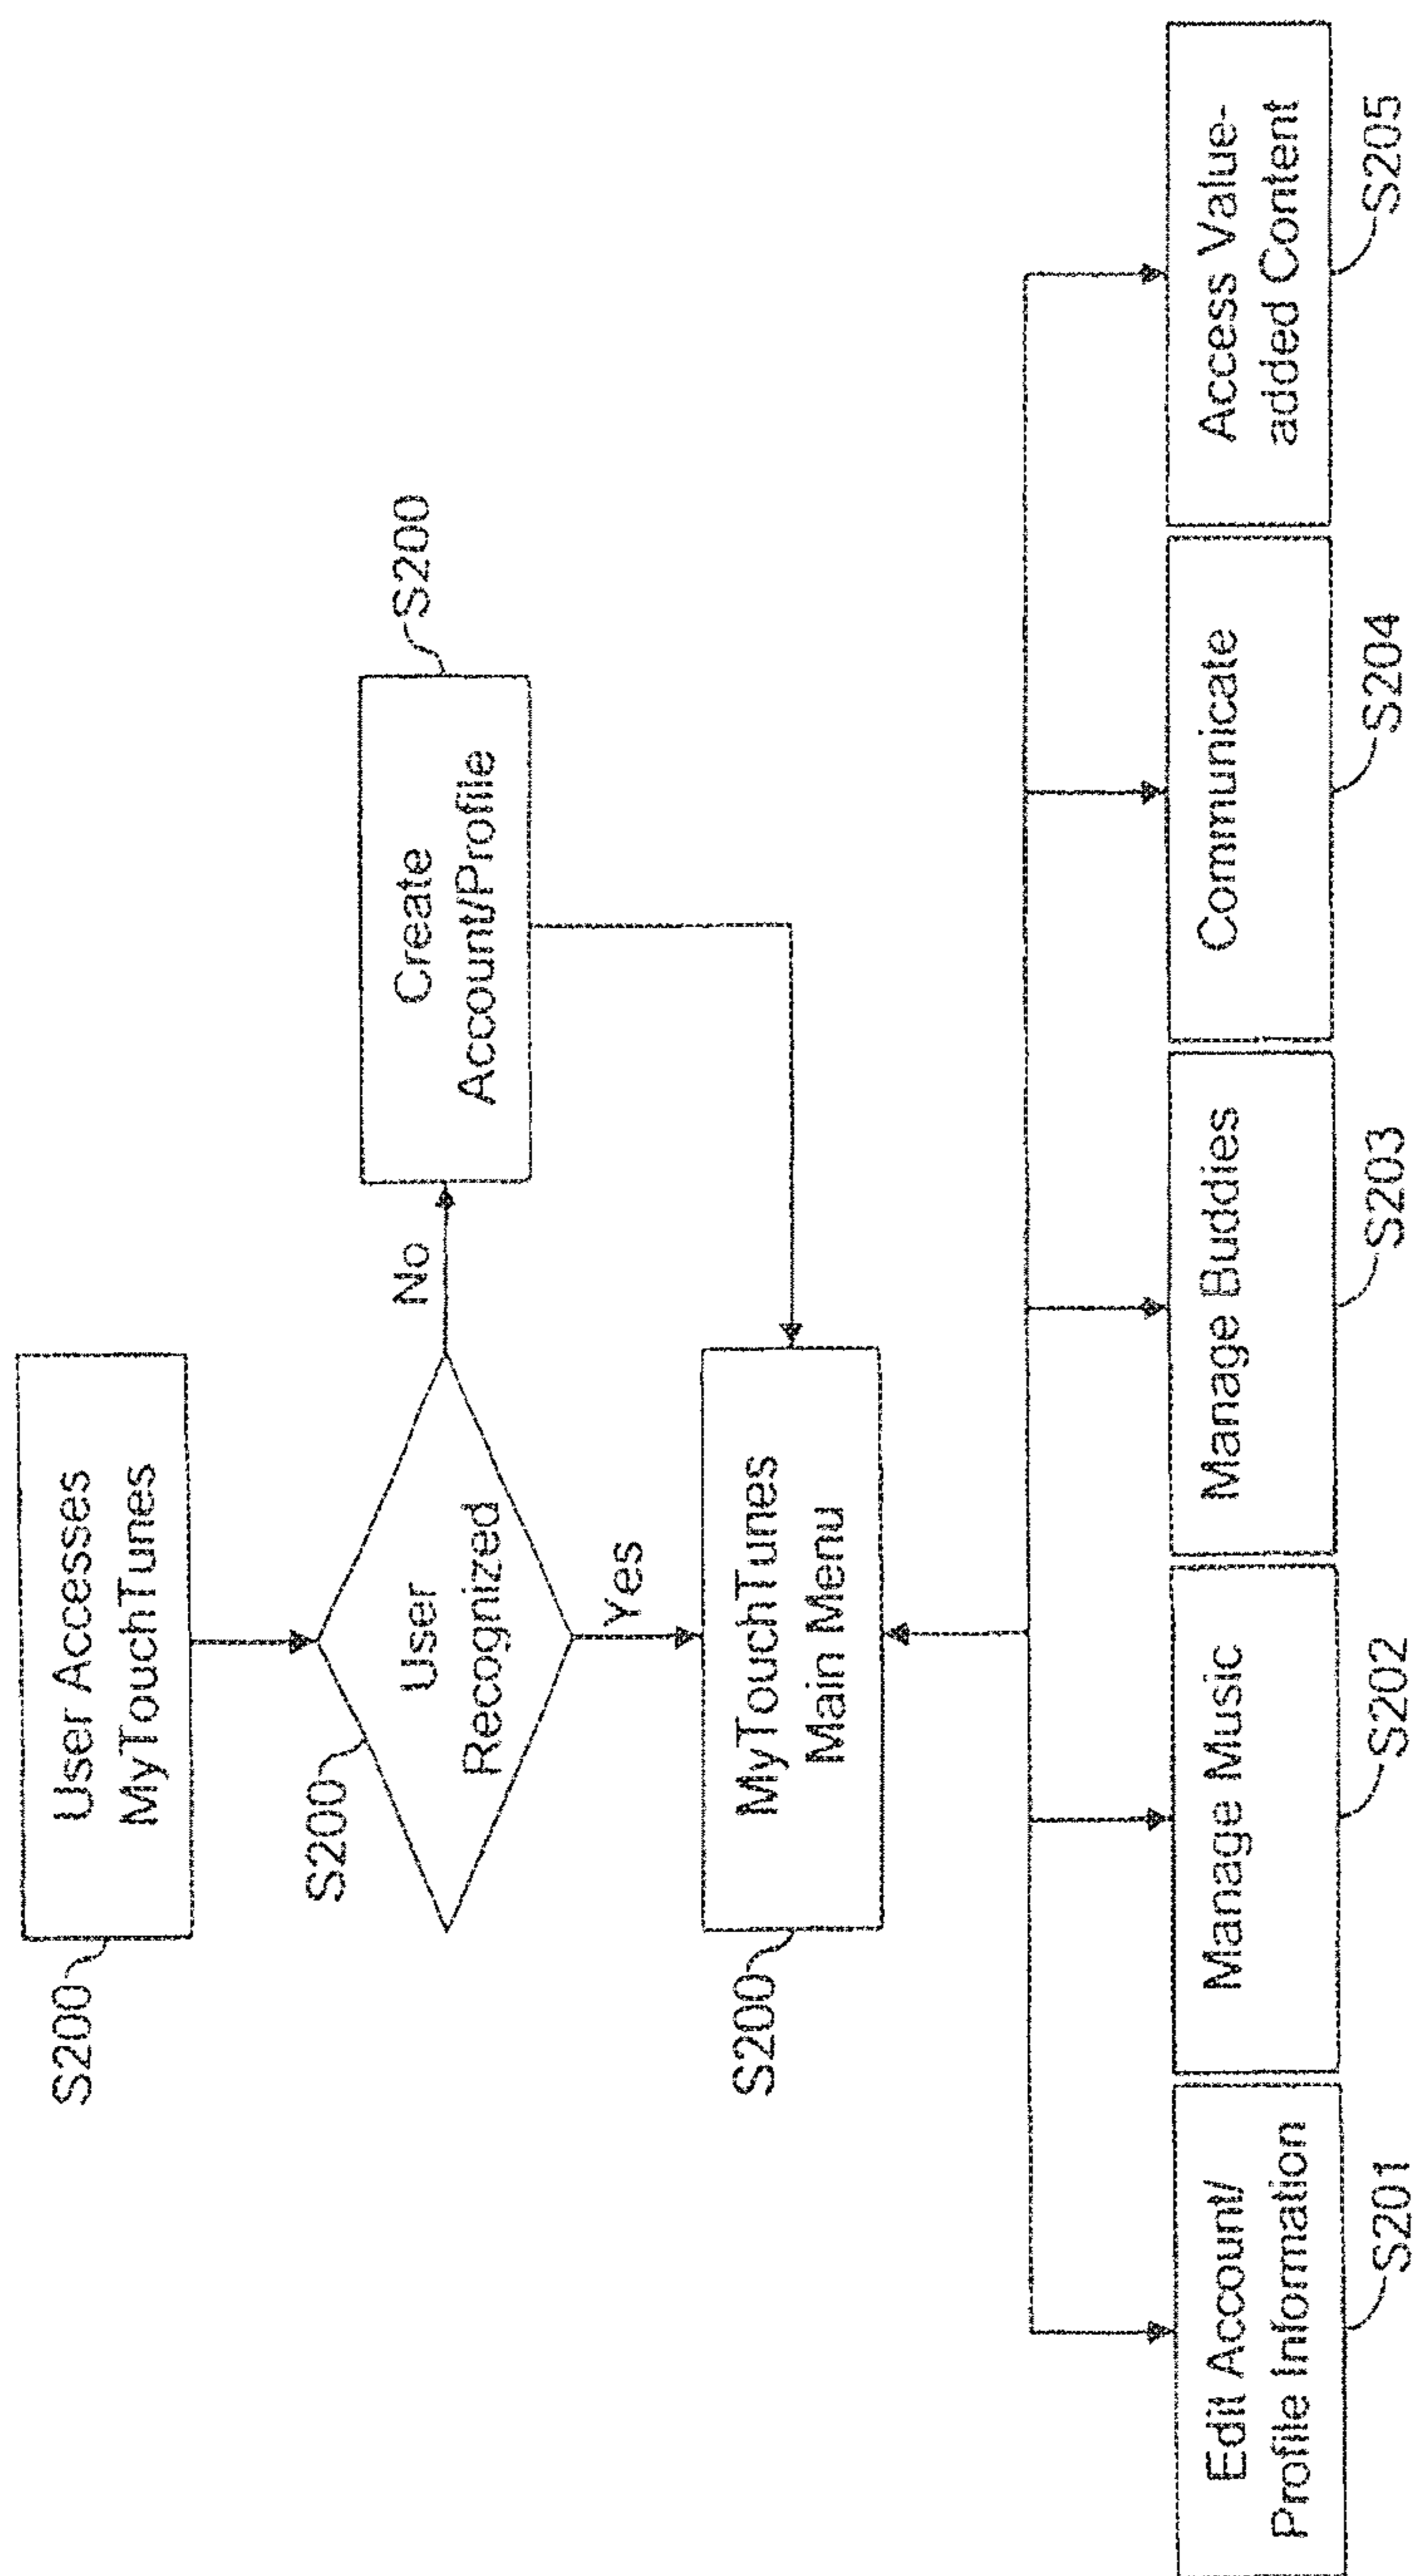 User Accesses
MyTouchTunes
S200
User
Recognized
S200
No
Create
Account/Profile
S200
Yes
MyTouchTunes
Main Menu
S200
Edit Account/
Profile Information
S201
Manage Music
S202
Manage Buddies
S203
Communicate
S204
Access Value-
added Content
S205